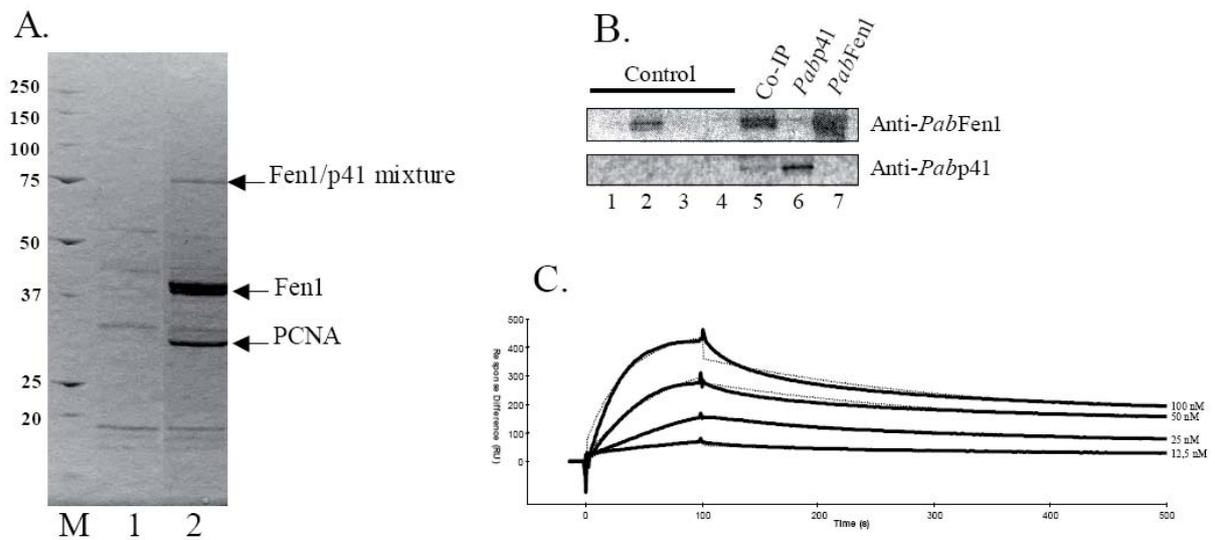 A.
250
150
100
75
50
37
25
20
Fen1/p41 mixture
Fen1
PCNA
M 1 2
B.
Control
Co-IP
Pabp41
PabFen1
Anti-PabFen1
Anti-Pabp41
1 2 3 4 5 6 7
C.
Response Difference (RU)
500
400
300
200
100
0
100 nM
50 nM
25 nM
12,5 nM
0 100 200 300 400 500
Time (s)